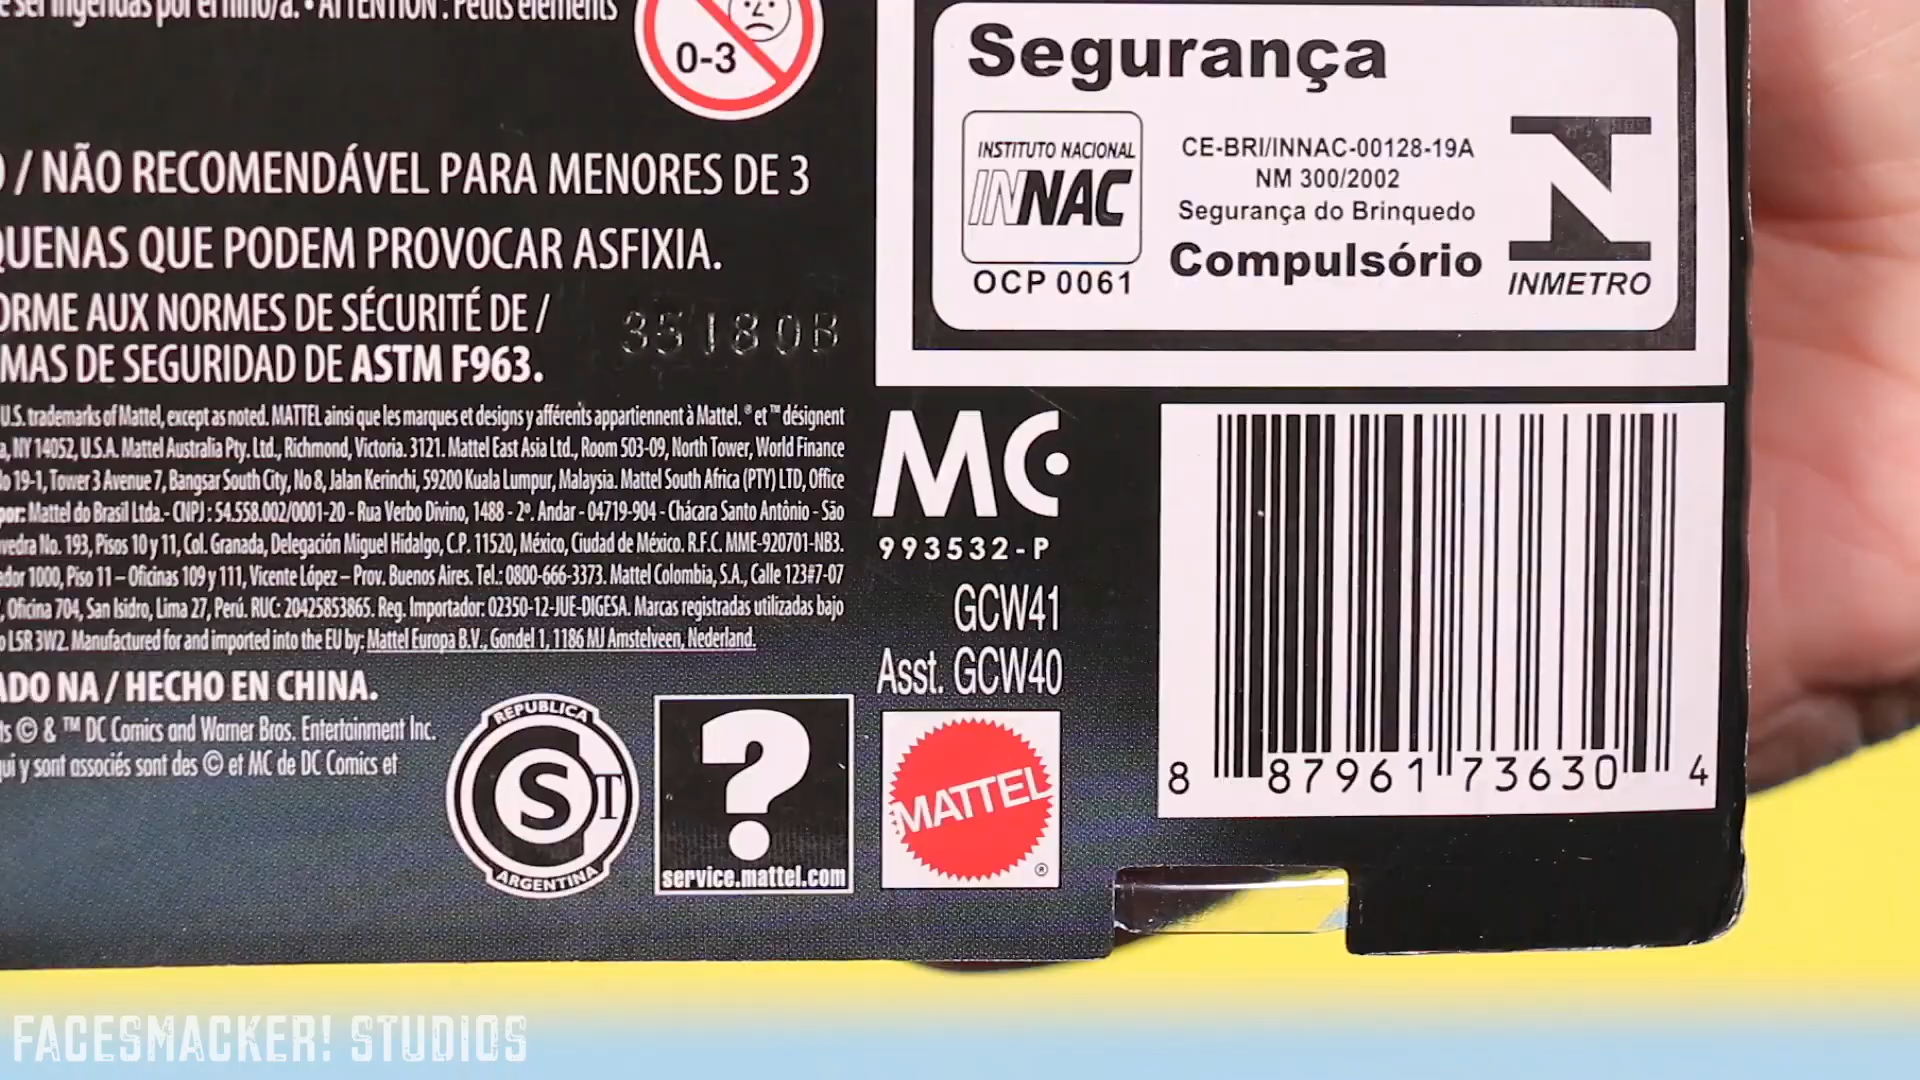 ser ingeridas por el niño/a. • ATTENTION : Petits éléments
0-3
/ NÃO RECOMENDÁVEL PARA MENORES DE 3
QUENAS QUE PODEM PROVOCAR ASFIXIA.
ORME AUX NORMES DE SÉCURITÉ DE /
MAS DE SEGURIDAD DE ASTM F963.
35180B
U.S. trademarks of Mattel, except as noted. MATTEL ainsi que les marques et designs y afférents appartiennent à Mattel. ® et ™ désignent
a, NY 14052, U.S.A. Mattel Australia Pty. Ltd., Richmond, Victoria. 3121. Mattel East Asia Ltd., Room 503-09, North Tower, World Finance
lo 19-1, Tower 3 Avenue 7, Bangsar South City, No 8, Jalan Kerinchi, 59200 Kuala Lumpur, Malaysia. Mattel South Africa (PTY) LTD, Office
por: Mattel do Brasil Ltda.- CNPJ : 54.558.002/0001-20 - Rua Verbo Divino, 1488 - 2º. Andar - 04719-904 - Chácara Santo Antônio - São
vedra No. 193, Pisos 10 y 11, Col. Granada, Delegación Miguel Hidalgo, C.P. 11520, México, Ciudad de México. R.F.C. MME-920701-NB3.
ador 1000, Piso 11 – Oficinas 109 y 111, Vicente López – Prov. Buenos Aires. Tel.: 0800-666-3373. Mattel Colombia, S.A., Calle 123#7-07
, Oficina 704, San Isidro, Lima 27, Perú. RUC: 20425853865. Reg. Importador: 02350-12-JUE-DIGESA. Marcas registradas utilizadas bajo
o L5R 3W2. Manufactured for and imported into the EU by: Mattel Europa B.V., Gondel 1, 1186 MJ Amstelveen, Nederland.
ADO NA / HECHO EN CHINA.
ts © & ™ DC Comics and Warner Bros. Entertainment Inc.
qui y sont associés sont des © et MC de DC Comics et
REPUBLICA
S T
ARGENTINA
?
service.mattel.com
Segurança
INSTITUTO NACIONAL
INNAC
OCP 0061
CE-BRI/INNAC-00128-19A
NM 300/2002
Segurança do Brinquedo
Compulsório
INMETRO
MC
993532-P
GCW41
Asst. GCW40
MATTEL
®
8 87961 73630 4
FACESMACKER! STUDIOS